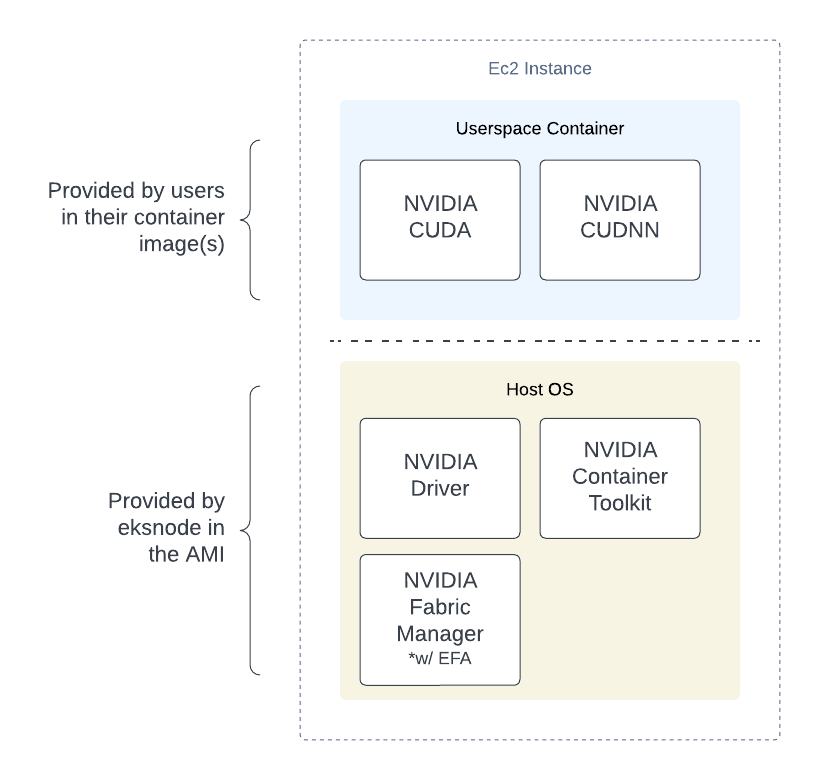 Ec2 Instance
Userspace Container
NVIDIA
CUDA
NVIDIA
CUDNN
Provided by users
in their container
image(s)
Host OS
NVIDIA
Driver
NVIDIA
Container
Toolkit
NVIDIA
Fabric
Manager
*w/ EFA
Provided by
eksnode in
the AMI